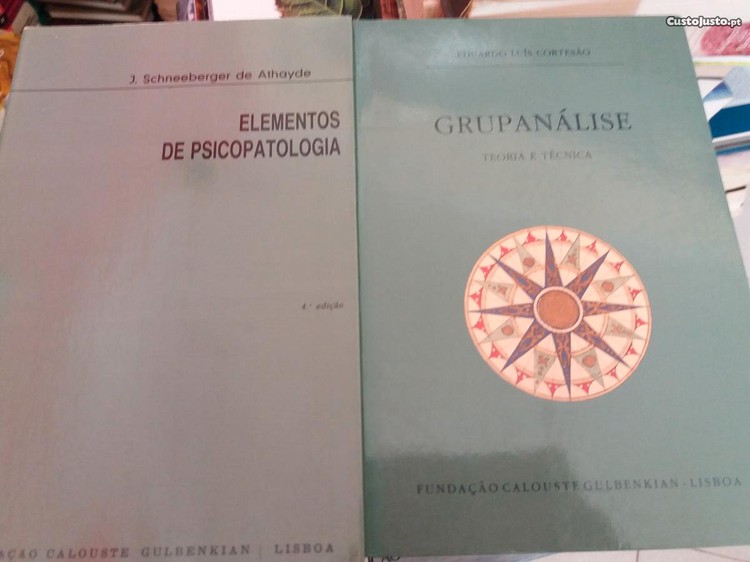 CustoJusto.pt
J. Schneeberger de Athayde
ELEMENTOS
DE PSICOPATOLOGIA
4.ª edição
AÇÃO CALOUSTE GULBENKIAN | LISBOA
EDUARDO LUÍS CORTESÃO
GRUPANÁLISE
TEORIA E TÉCNICA
FUNDAÇÃO CALOUSTE GULBENKIAN - LISBOA